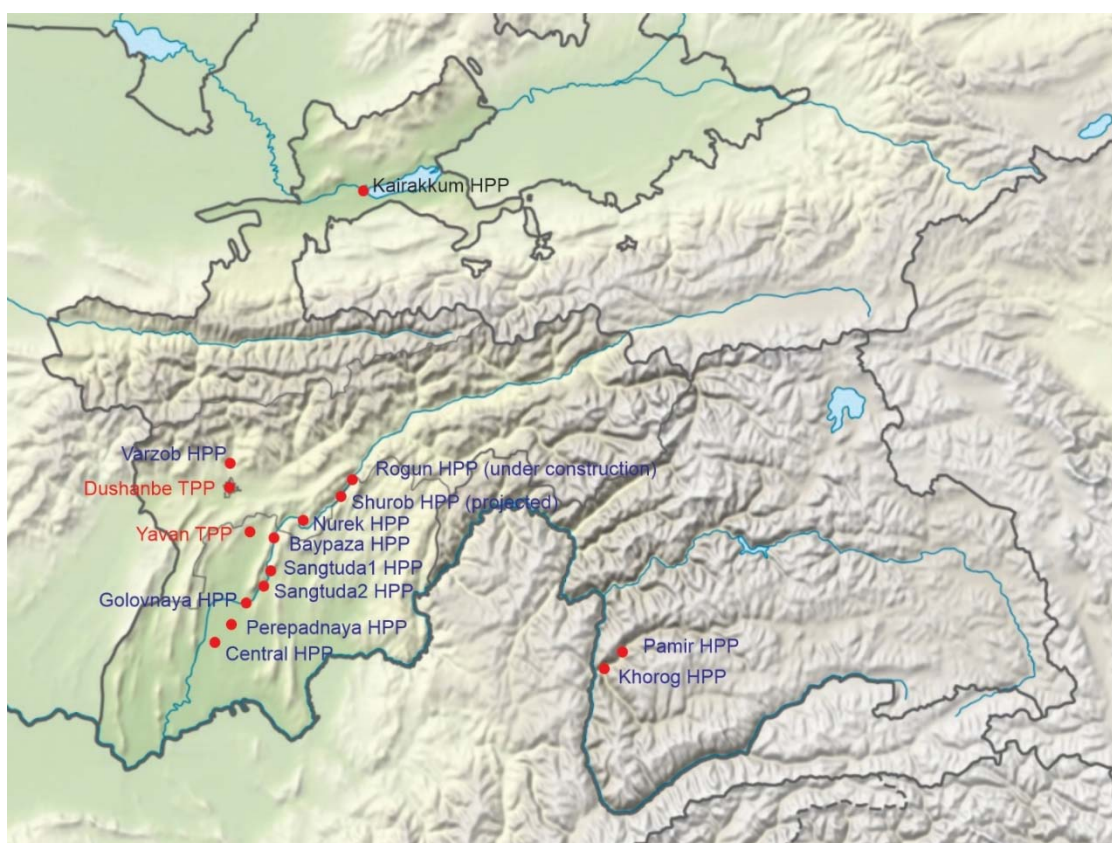 Kairakkum HPP
Varzob HPP
Rogun HPP (under construction)
Dushanbe TPP
Shurob HPP (projected)
Nurek HPP
Yavan TPP
Baypaza HPP
Sangtuda1 HPP
Sangtuda2 HPP
Golovnaya HPP
Perepadnaya HPP
Central HPP
Pamir HPP
Khorog HPP